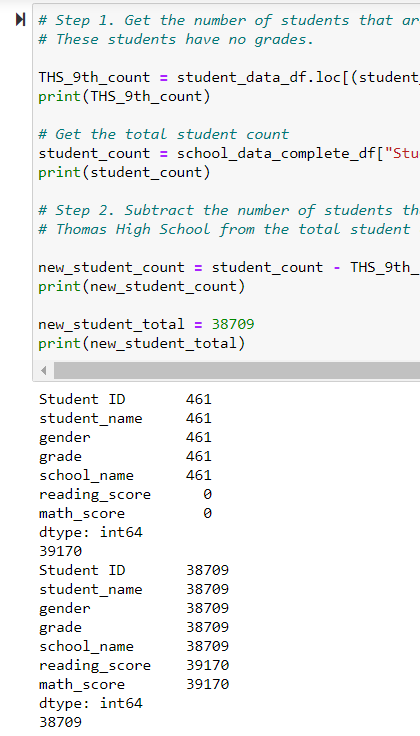 # Step 1. Get the number of students that ar
# These students have no grades.
THS_9th_count = student_data_df.loc[(student_
print(THS_9th_count)
# Get the total student count
student_count = school_data_complete_df["Stu
print(student_count)
# Step 2. Subtract the number of students th
# Thomas High School from the total student
new_student_count = student_count - THS_9th_
print(new_student_count)
new_student_total = 38709
print(new_student_total)
Student ID 461
student_name 461
gender 461
grade 461
school_name 461
reading_score 0
math_score 0
dtype: int64
39170
Student ID 38709
student_name 38709
gender 38709
grade 38709
school_name 38709
reading_score 39170
math_score 39170
dtype: int64
38709